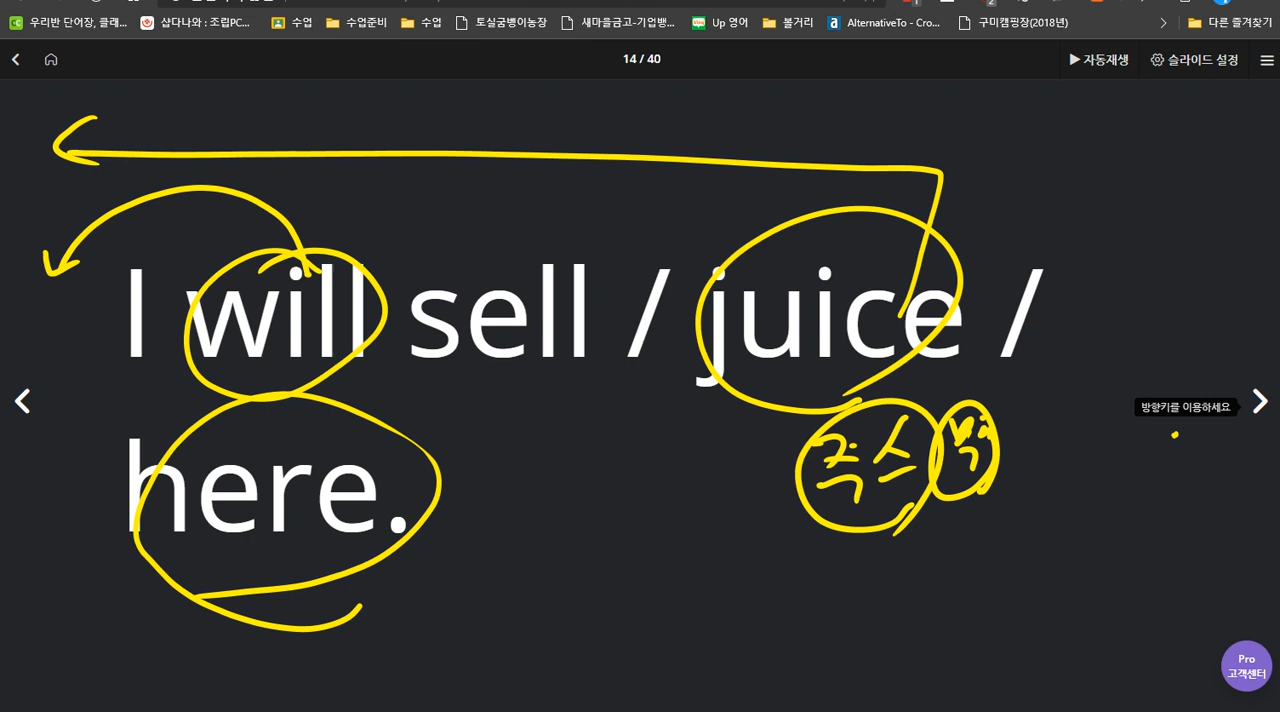 우리반 단어장, 클래...
샵다나와 : 조립PC...
수업
수업준비
수업
토실굼뱅이농장
새마을금고-기업뱅...
Up 영어
볼거리
AlternativeTo - Cro...
구미캠핑장(2018년)
다른 즐겨찾기
14 / 40
자동재생
슬라이드 설정
I will sell / juice /
here.
방향키를 이용하세요
쥬스
Pro
고객센터